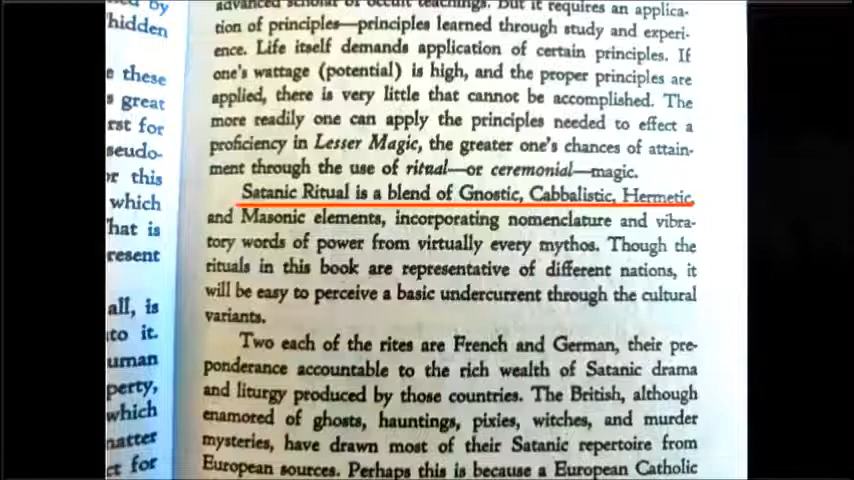 by
hidden
these
great
rst for
seudo-
r this
which
hat is
resent
all, is
to it.
uman
perty,
which
natter
ct for
advanced scholar of occult teachings. But it requires an applica-
tion of principles—principles learned through study and experi-
ence. Life itself demands application of certain principles. If
one's wattage (potential) is high, and the proper principles are
applied, there is very little that cannot be accomplished. The
more readily one can apply the principles needed to effect a
proficiency in Lesser Magic, the greater one's chances of attain-
ment through the use of ritual—or ceremonial—magic.
Satanic Ritual is a blend of Gnostic, Cabbalistic, Hermetic,
and Masonic elements, incorporating nomenclature and vibra-
tory words of power from virtually every mythos. Though the
rituals in this book are representative of different nations, it
will be easy to perceive a basic undercurrent through the cultural
variants.
Two each of the rites are French and German, their pre-
ponderance accountable to the rich wealth of Satanic drama
and liturgy produced by those countries. The British, although
enamored of ghosts, hauntings, pixies, witches, and murder
mysteries, have drawn most of their Satanic repertoire from
European sources. Perhaps this is because a European Catholic